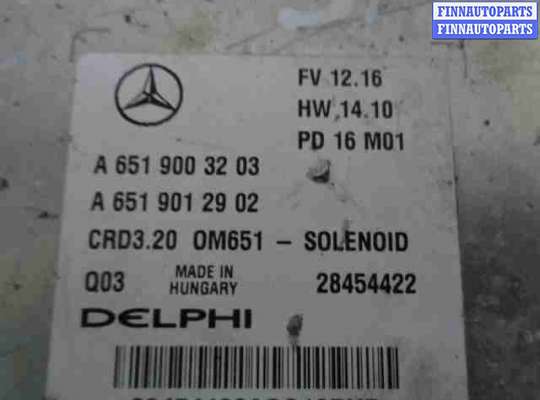 FINNAUTOPARTS
FINNAUTOPARTS
FV 12.16
HW 14.10
PD 16 M01
A 651 900 32 03
A 651 901 29 02
CRD3.20 OM651 – SOLENOID
Q03 MADE IN HUNGARY 28454422
DELPHI